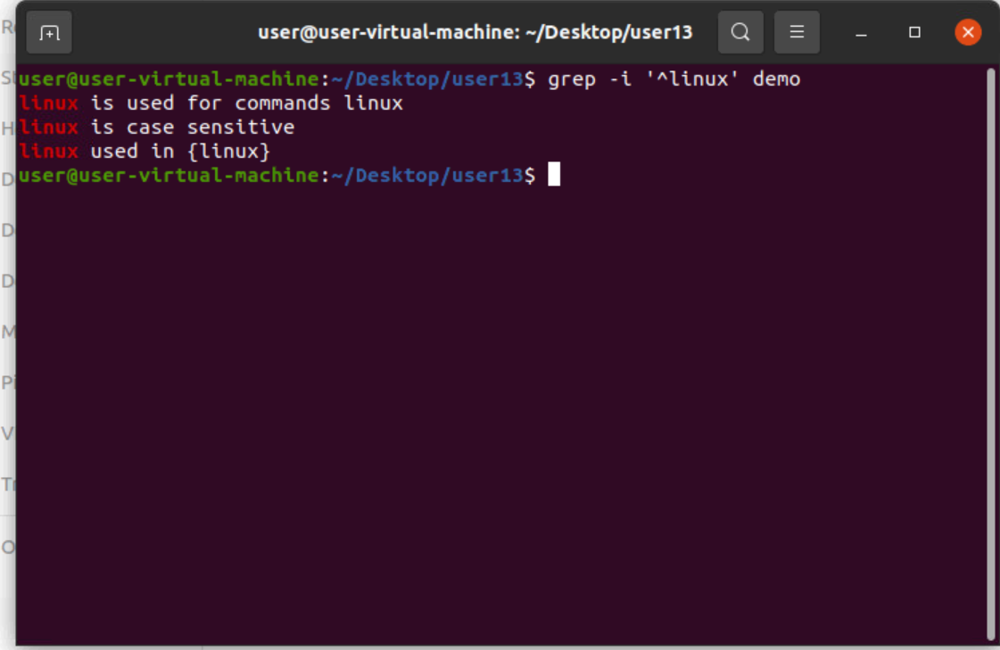 user@user-virtual-machine: ~/Desktop/user13
user@user-virtual-machine:~/Desktop/user13$ grep -i '^linux' demo
linux is used for commands linux
linux is case sensitive
linux used in {linux}
user@user-virtual-machine:~/Desktop/user13$